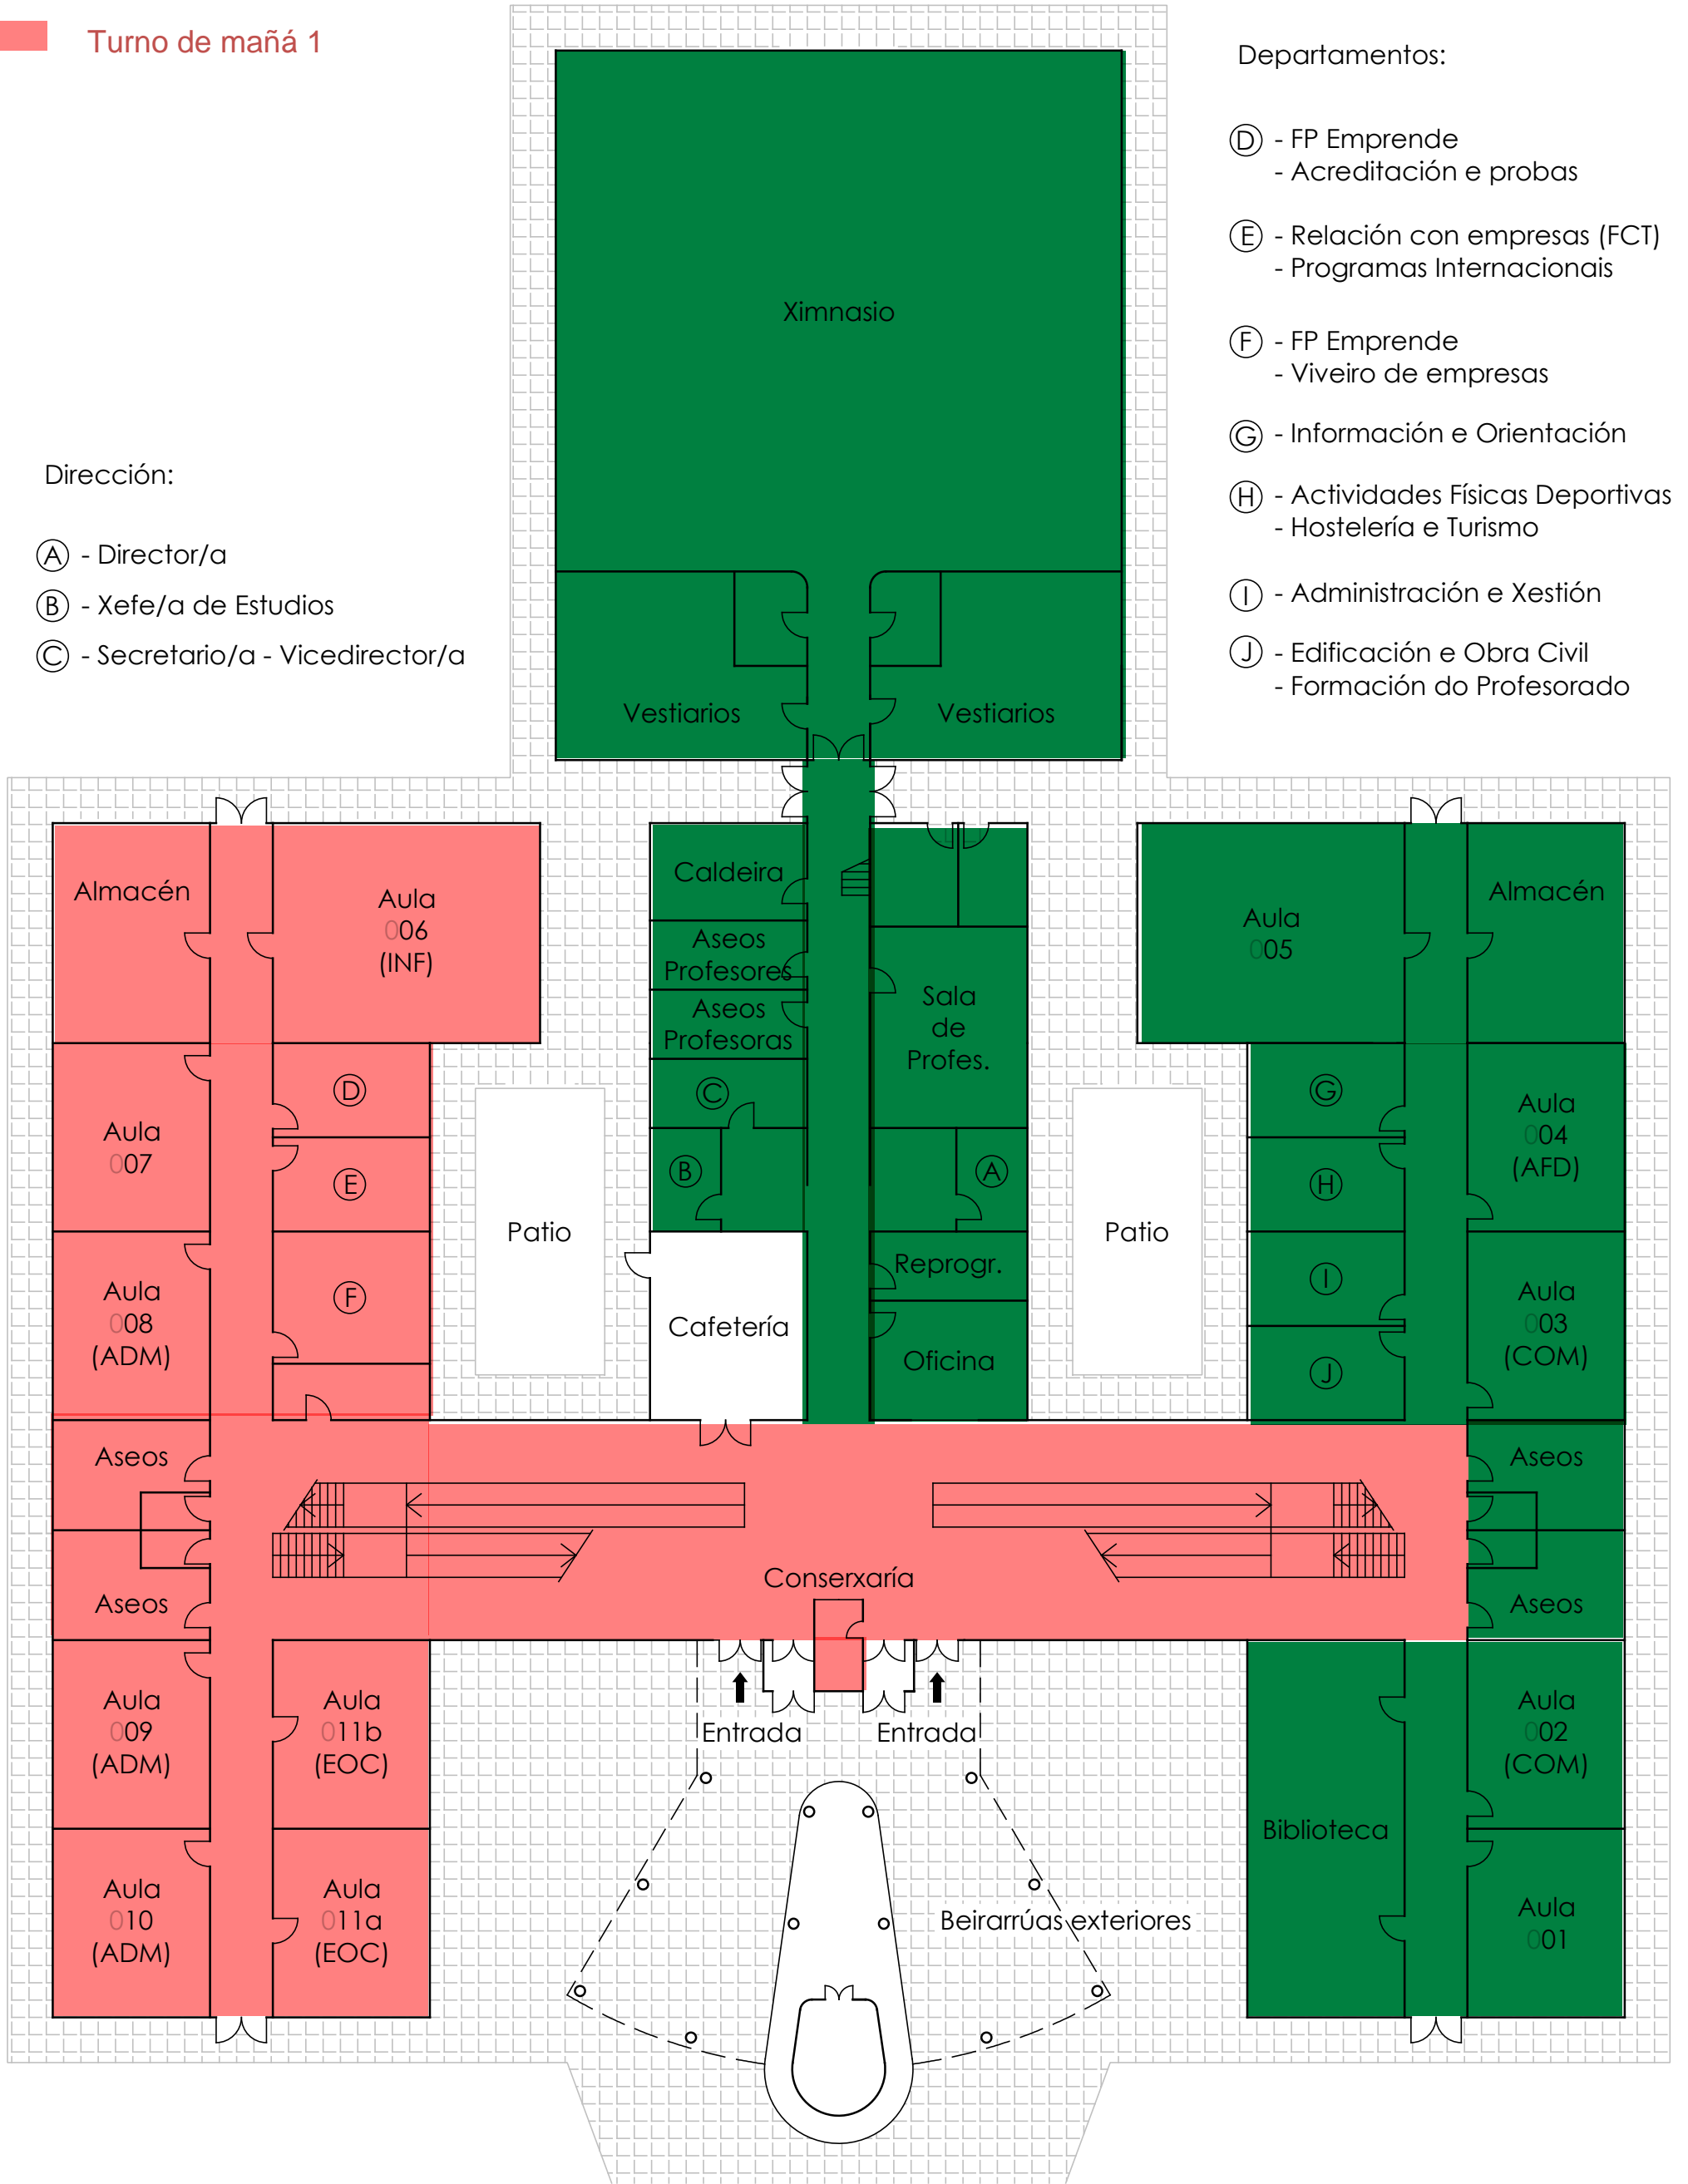 Turno de mañá 1
Departamentos:
D - FP Emprende
- Acreditación e probas
E - Relación con empresas (FCT)
- Programas Internacionais
F - FP Emprende
- Viveiro de empresas
G - Información e Orientación
H - Actividades Físicas Deportivas
- Hostelería e Turismo
I - Administración e Xestión
J - Edificación e Obra Civil
- Formación do Profesorado
Dirección:
A - Director/a
B - Xefe/a de Estudios
C - Secretario/a - Vicedirector/a
Ximnasio
Vestiarios
Vestiarios
Almacén
Aula
006
(INF)
Caldeira
Aseos
Profesores
Aseos
Profesoras
Sala
de
Profes.
Aula
005
Almacén
Aula
007
D
E
F
Aula
008
(ADM)
Patio
C
B
A
Cafetería
Reprogr.
Oficina
Patio
G
H
I
J
Aula
004
(AFD)
Aula
003
(COM)
Aseos
Aseos
Aseos
Aseos
Conserxaría
Entrada
Entrada
Aula
009
(ADM)
Aula
011b
(EOC)
Aula
010
(ADM)
Aula
011a
(EOC)
Beirarrúas exteriores
Biblioteca
Aula
002
(COM)
Aula
001